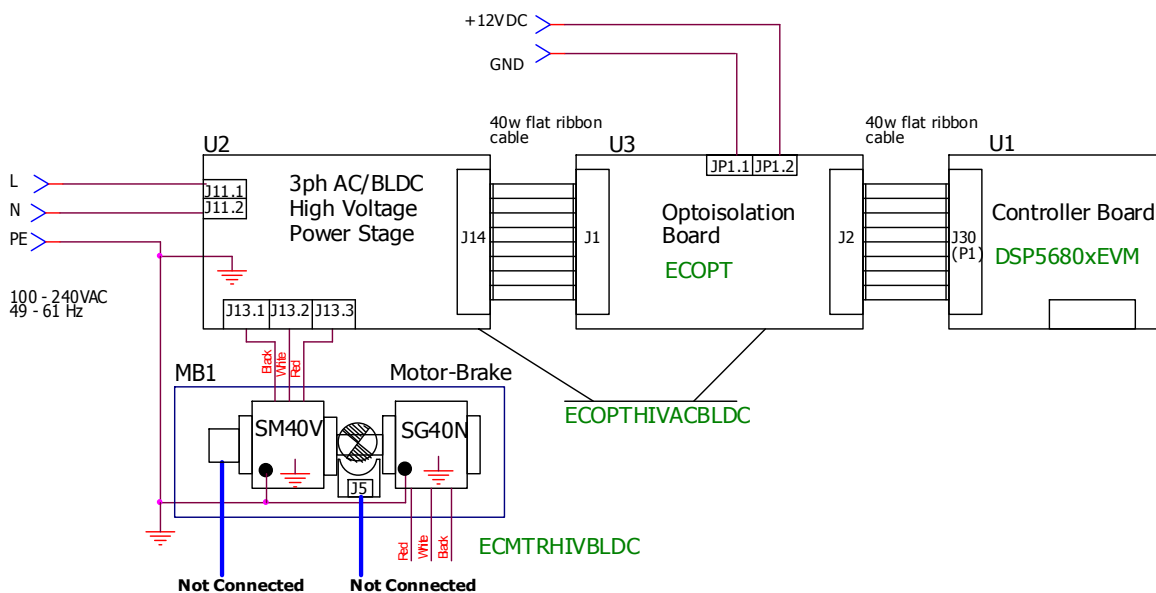 +12VDC
GND
40w flat ribbon
cable
40w flat ribbon
cable
U2
U3
U1
L
N
PE
J11.1
J11.2
3ph AC/BLDC
High Voltage
Power Stage
J14
J1
JP1.1
JP1.2
Optoisolation
Board
ECOPT
J2
J30
(P1)
Controller Board
DSP5680xEVM
100 - 240VAC
49 - 61 Hz
J13.1
J13.2
J13.3
Black
White
Red
MB1
Motor-Brake
SM40V
SG40N
J5
ECOPTHIVACBLDC
Red
White
Black
ECMTRHIVBLDC
Not Connected
Not Connected